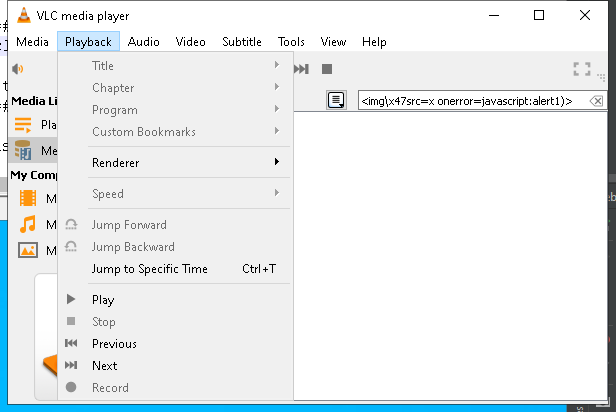 ##
VLC media player
Media Playback Audio Video Subtitle Tools View Help
Title
Chapter
Program
Custom Bookmarks
Renderer
Speed
Jump Forward
Jump Backward
Jump to Specific Time Ctrl+T
Play
Stop
Previous
Next
Record
Media Li
Pla
Me
My Comp
M
M
M
<img\x47src=x onerror=javascript:alert1)>